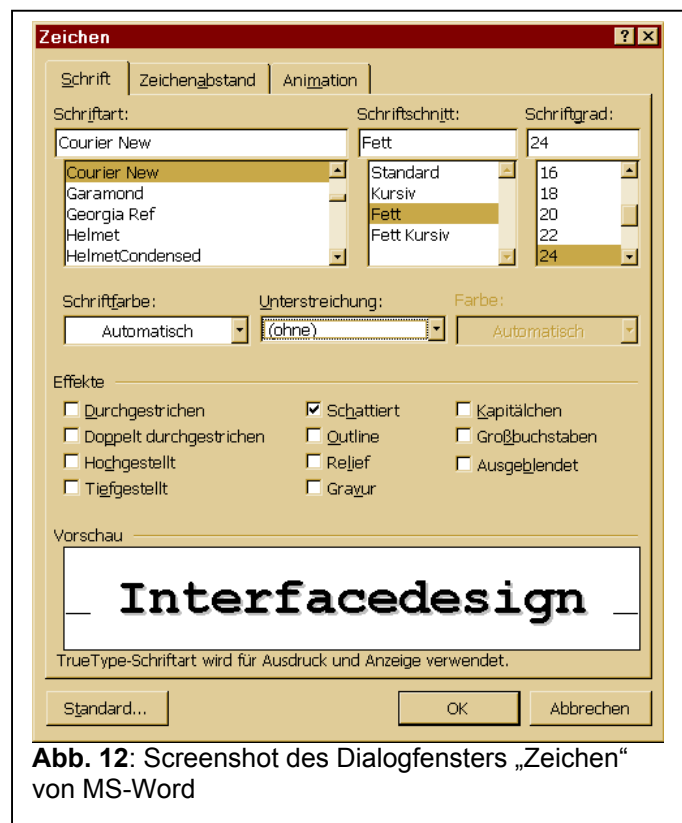 Zeichen
Schrift Zeichenabstand Animation
Schriftart: Schriftschnitt: Schriftgrad:
Courier New Fett 24
Courier New Standard 16
Garamond Kursiv 18
Georgia Ref Fett 20
Helmet Fett Kursiv 22
HelmetCondensed 24
Schriftfarbe: Unterstreichung: Farbe:
Automatisch (ohne) Automatisch
Effekte
Durchgestrichen Schattiert Kapitälchen
Doppelt durchgestrichen Outline Großbuchstaben
Hochgestellt Relief Ausgeblendet
Tiefgestellt Gravur
Vorschau
Interfacedesign
TrueType-Schriftart wird für Ausdruck und Anzeige verwendet.
Standard... OK Abbrechen
Abb. 12: Screenshot des Dialogfensters „Zeichen“
von MS-Word